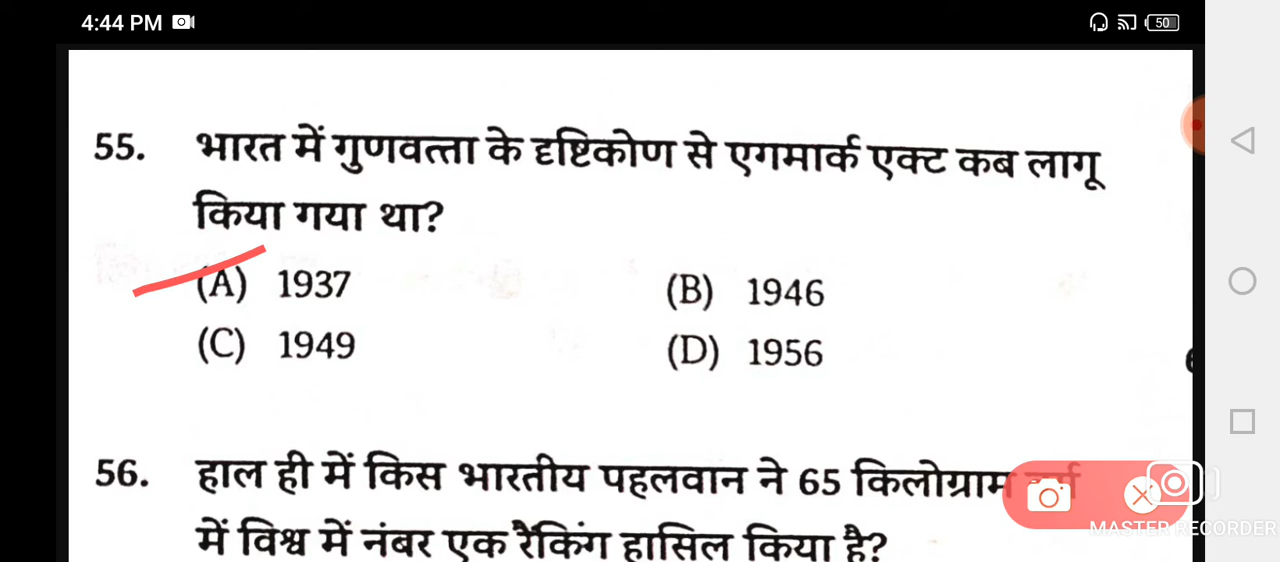 4:44 PM
50
55. भारत में गुणवत्ता के दृष्टिकोण से एगमार्क एक्ट कब लागू
किया गया था?
(A) 1937 (B) 1946
(C) 1949 (D) 1956
56. हाल ही में किस भारतीय पहलवान ने 65 किलोग्राम
में विश्व में नंबर एक रैंकिंग हासिल किया है?
MASTER RECORDER